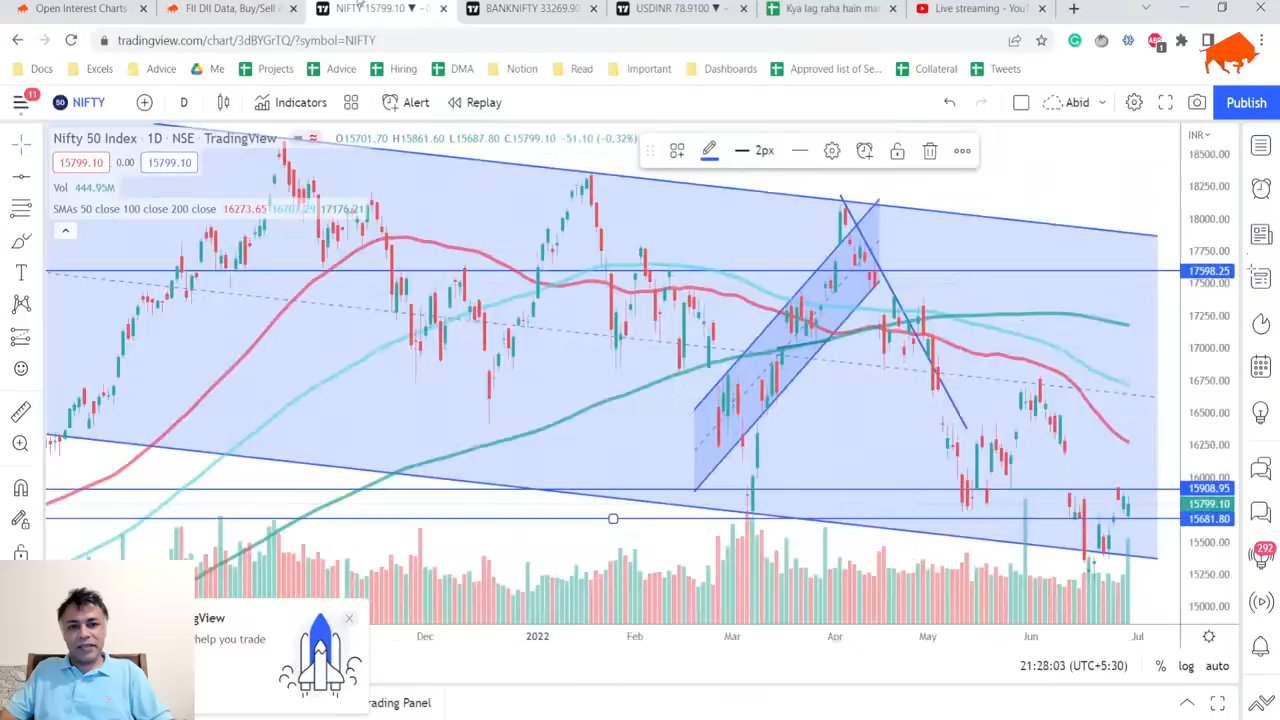 Open Interest Charts
FII DII Data, Buy/Sell
NIFTY 15799.10 ▼ −0
BANKNIFTY 33269.90
USDINR 78.9100 ▼
Kya lag raha hain ma
Live streaming - You
tradingview.com/chart/3dBYGrTQ/?symbol=NIFTY
1
Docs
Excels
Advice
Me
Projects
Advice
Hiring
DMA
Notion
Read
Important
Dashboards
Approved list of Se...
Collateral
Tweets
11
50
NIFTY
D
Indicators
Alert
Replay
Abid
Publish
Nifty 50 Index · 1D · NSE · TradingView
O15701.70 H15861.60 L15687.80 C15799.10 -51.10 (-0.32%)
2px
INR
15799.10
0.00
15799.10
Vol 444.95M
SMAs 50 close 100 close 200 close 16273.65 16707.29 17176.21
18500.00
18250.00
18000.00
17750.00
17598.25
17500.00
17250.00
17000.00
16750.00
16500.00
16250.00
16000.00
15908.95
15799.10
15681.80
15500.00
15250.00
15000.00
292
gView
help you trade
Dec
2022
Feb
Mar
Apr
May
Jun
Jul
21:28:03 (UTC+5:30)
%
log
auto
rading Panel